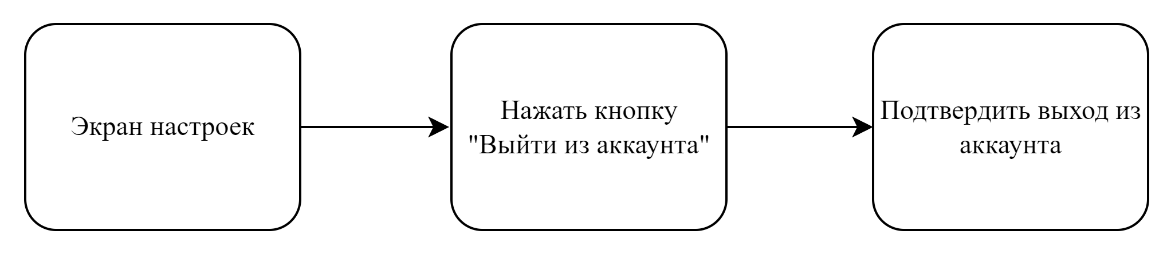 Экран настроек
Нажать кнопку
"Выйти из аккаунта"
Подтвердить выход из
аккаунта